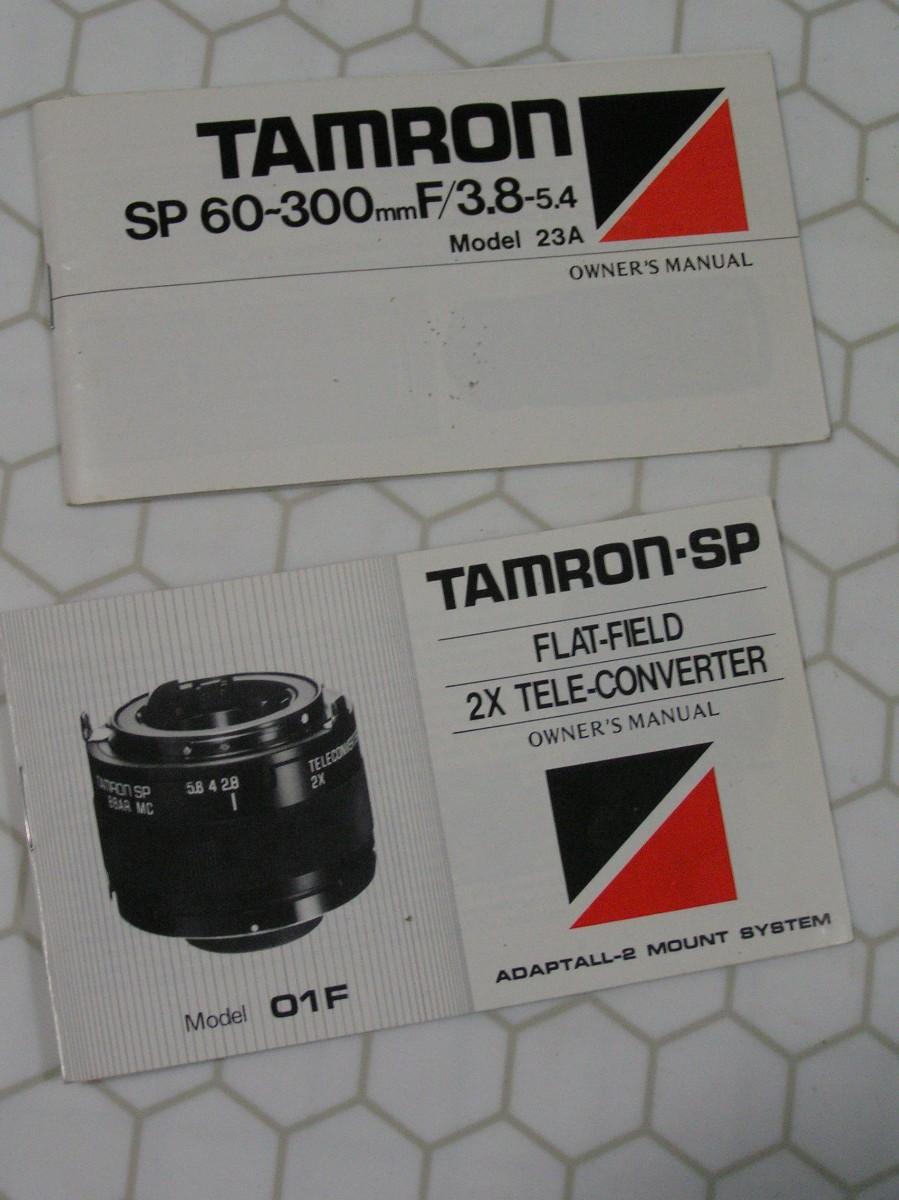 TAMRON
SP 60~300mmF/3.8-5.4
Model 23A
OWNER'S MANUAL
TAMRON·SP
FLAT-FIELD
2X TELE-CONVERTER
OWNER'S MANUAL
ADAPTALL-2 MOUNT SYSTEM
TAMRON SP
BBAR MC
5.6 4 2.8
TELECONVERTER
2X
Model 01F